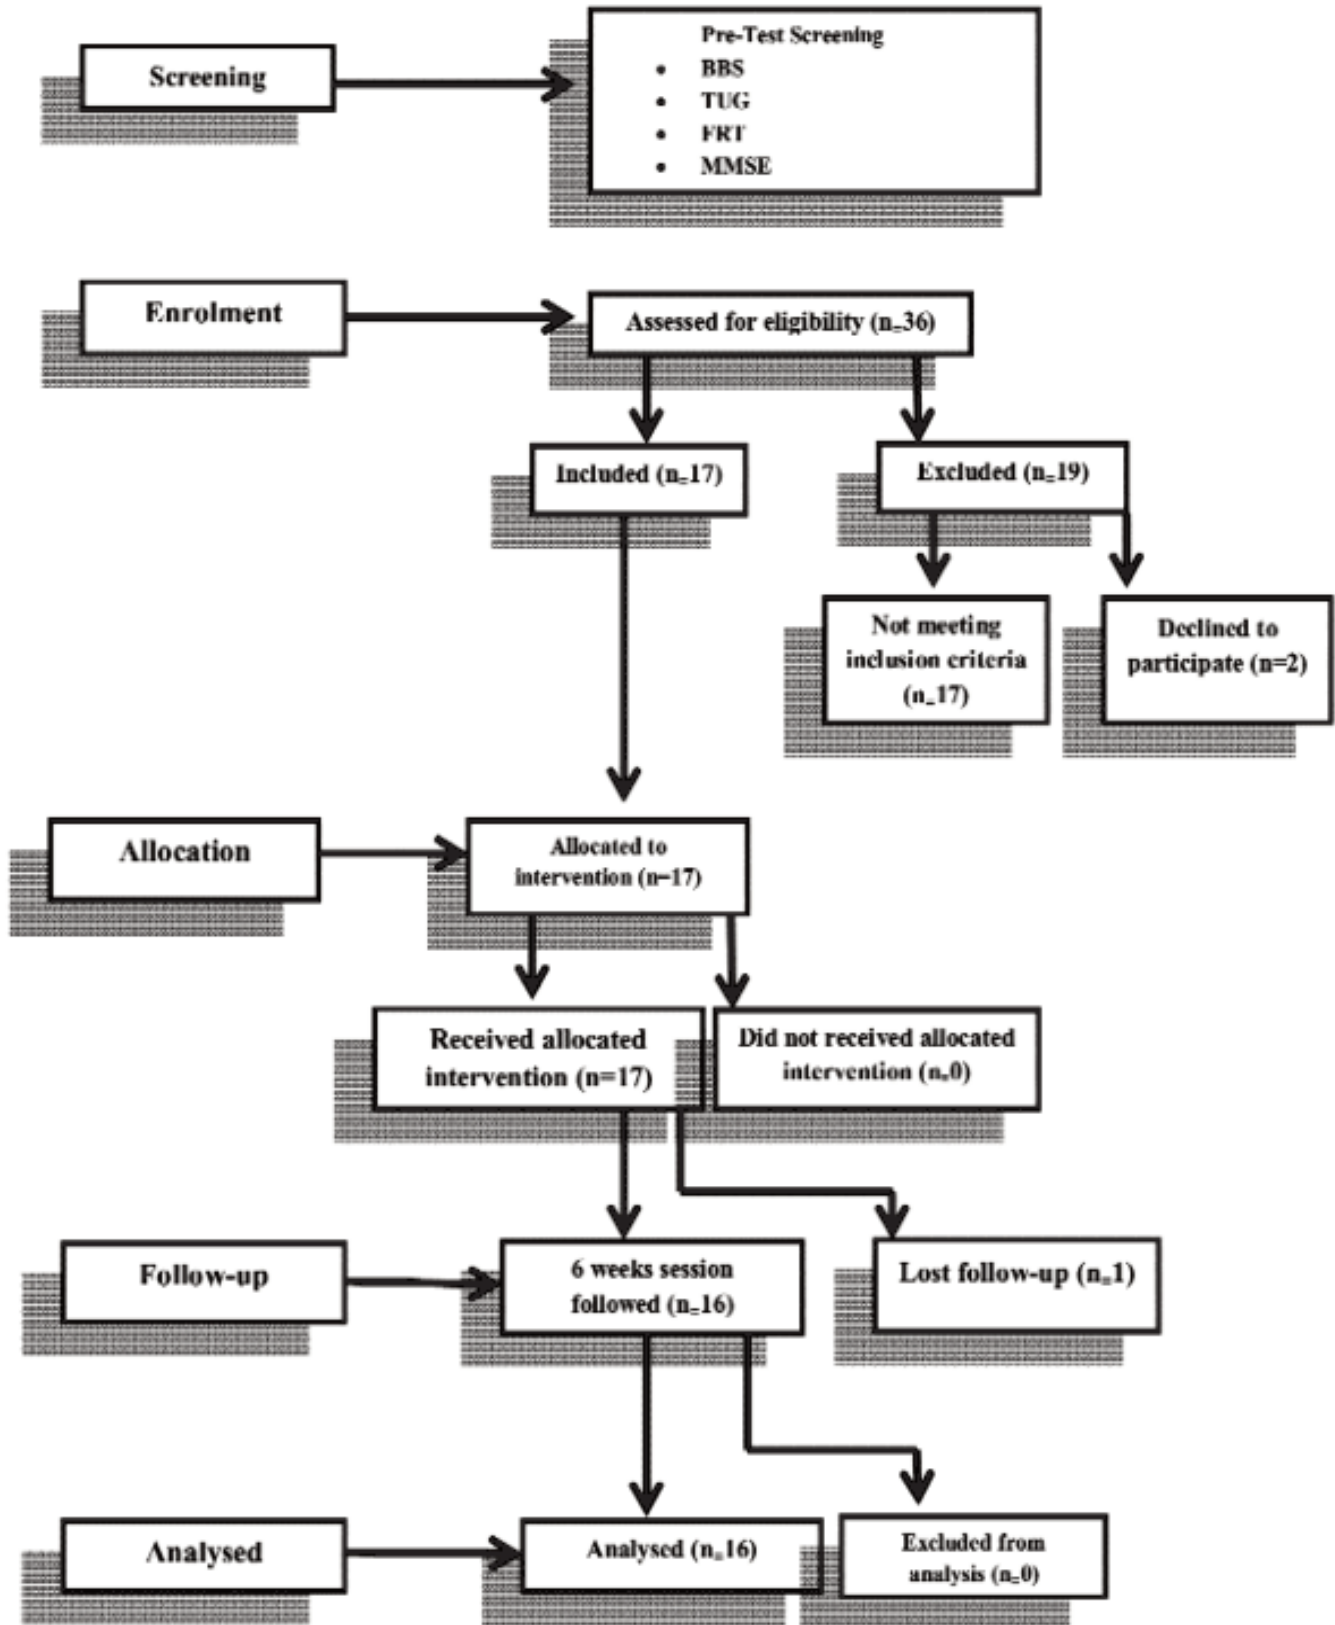 Screening
Pre-Test Screening
• BBS
• TUG
• FRT
• MMSE
Enrolment
Assessed for eligibility (n=36)
Included (n=17)
Excluded (n=19)
Not meeting
inclusion criteria
(n=17)
Declined to
participate (n=2)
Allocation
Allocated to
intervention (n=17)
Received allocated
intervention (n=17)
Did not received allocated
intervention (n=0)
Follow-up
6 weeks session
followed (n=16)
Lost follow-up (n=1)
Analysed
Analysed (n=16)
Excluded from
analysis (n=0)